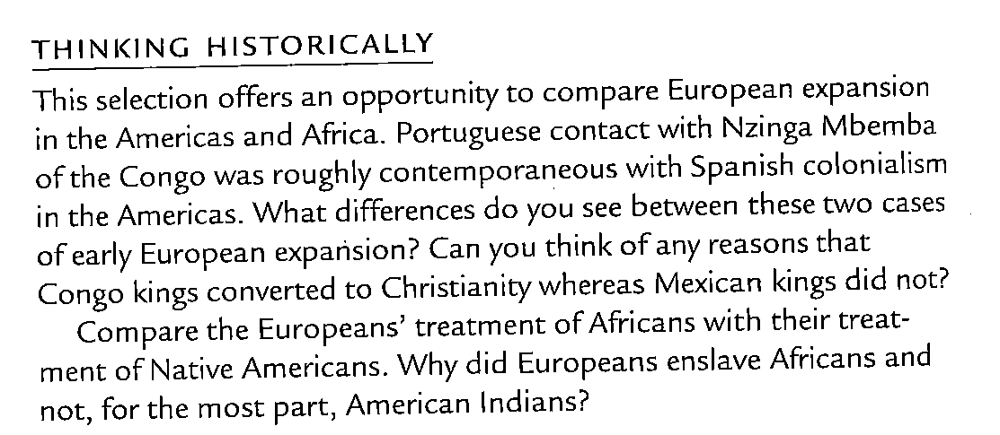 THINKING HISTORICALLY
This selection offers an opportunity to compare European expansion
in the Americas and Africa. Portuguese contact with Nzinga Mbemba
of the Congo was roughly contemporaneous with Spanish colonialism
in the Americas. What differences do you see between these two cases
of early European expansion? Can you think of any reasons that
Congo kings converted to Christianity whereas Mexican kings did not?
Compare the Europeans' treatment of Africans with their treat-
ment of Native Americans. Why did Europeans enslave Africans and
not, for the most part, American Indians?